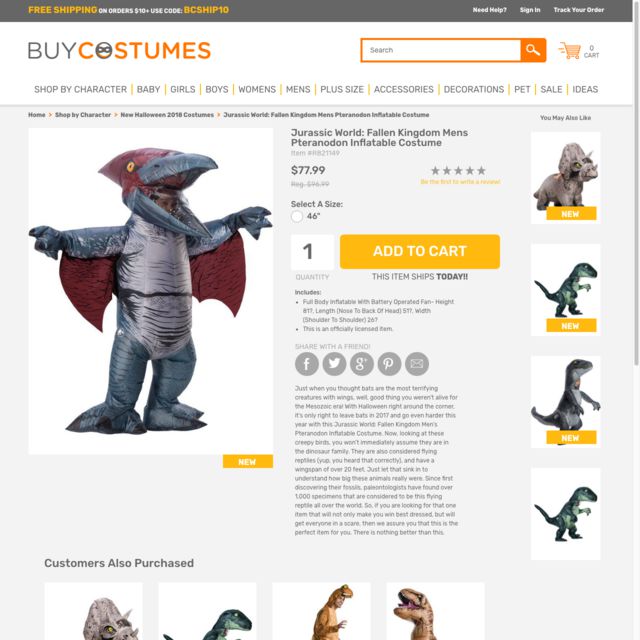 FREE SHIPPING ON ORDERS $10+ USE CODE: BCSHIP10
Need Help? Sign In Track Your Order
BUYCOSTUMES
Search
0
CART
SHOP BY CHARACTER | BABY | GIRLS | BOYS | WOMENS | MENS | PLUS SIZE | ACCESSORIES | DECORATIONS | PET | SALE | IDEAS
Home > Shop by Character > New Halloween 2018 Costumes > Jurassic World: Fallen Kingdom Mens Pteranodon Inflatable Costume
You May Also Like
Jurassic World: Fallen Kingdom Mens
Pteranodon Inflatable Costume
Item #RB21149
$77.99
Reg. $96.99
Be the first to write a review!
Select A Size:
46"
1
QUANTITY
ADD TO CART
THIS ITEM SHIPS TODAY!!
Includes:
• Full Body Inflatable With Battery Operated Fan- Height
81?, Length (Nose To Back Of Head) 51?, Width
(Shoulder To Shoulder) 26?
• This is an officially licensed item.
SHARE WITH A FRIEND!
Just when you thought bats are the most terrifying
creatures with wings, well, good thing you weren't alive for
the Mesozoic era! With Halloween right around the corner,
it's only right to leave bats in 2017 and go even harder this
year with this Jurassic World: Fallen Kingdom Men's
Pteranodon Inflatable Costume. Now, looking at these
creepy birds, you won't immediately assume they are in
the dinosaur family. They are also considered flying
reptiles (yup, you heard that correctly), and have a
wingspan of over 20 feet. Just let that sink in to
understand how big these animals really were. Since first
discovering their fossils, paleontologists have found over
1,000 specimens that are considered to be this flying
reptile all over the world. So, if you are looking for that one
item that will not only make you win best dressed, but will
get everyone in a scare, then we assure you that this is the
perfect item for you. There is nothing better than this.
NEW
NEW
NEW
NEW
Customers Also Purchased